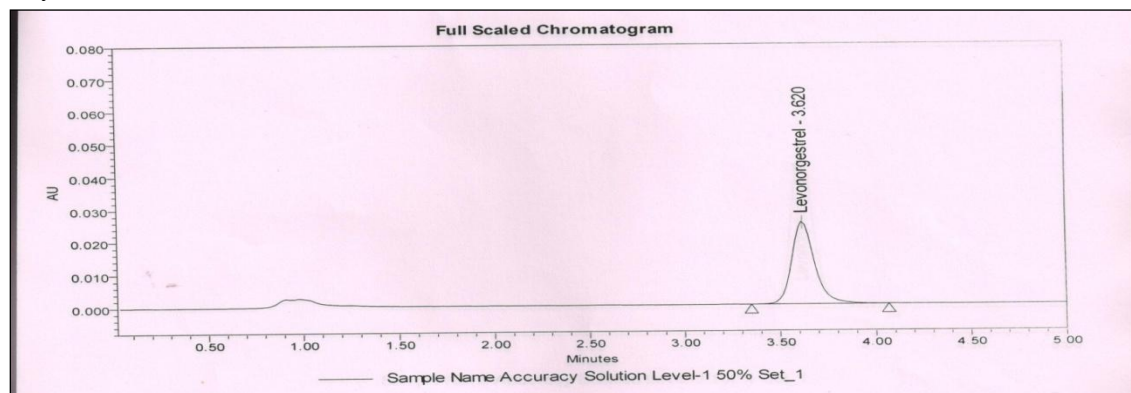 Full Scaled Chromatogram
0.080
0.070
0.060
0.050
0.040
0.030
0.020
0.010
0.000
AU
Levonorgestrel - 3.620
0.50 1.00 1.50 2.00 2.50 3.00 3.50 4.00 4.50 5.00
Minutes
Sample Name Accuracy Solution Level-1 50% Set_1